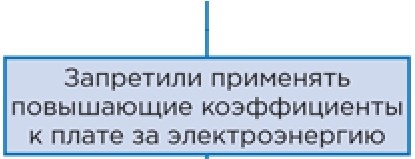 Запретили применять
повышающие коэффициенты
к плате за электроэнергию